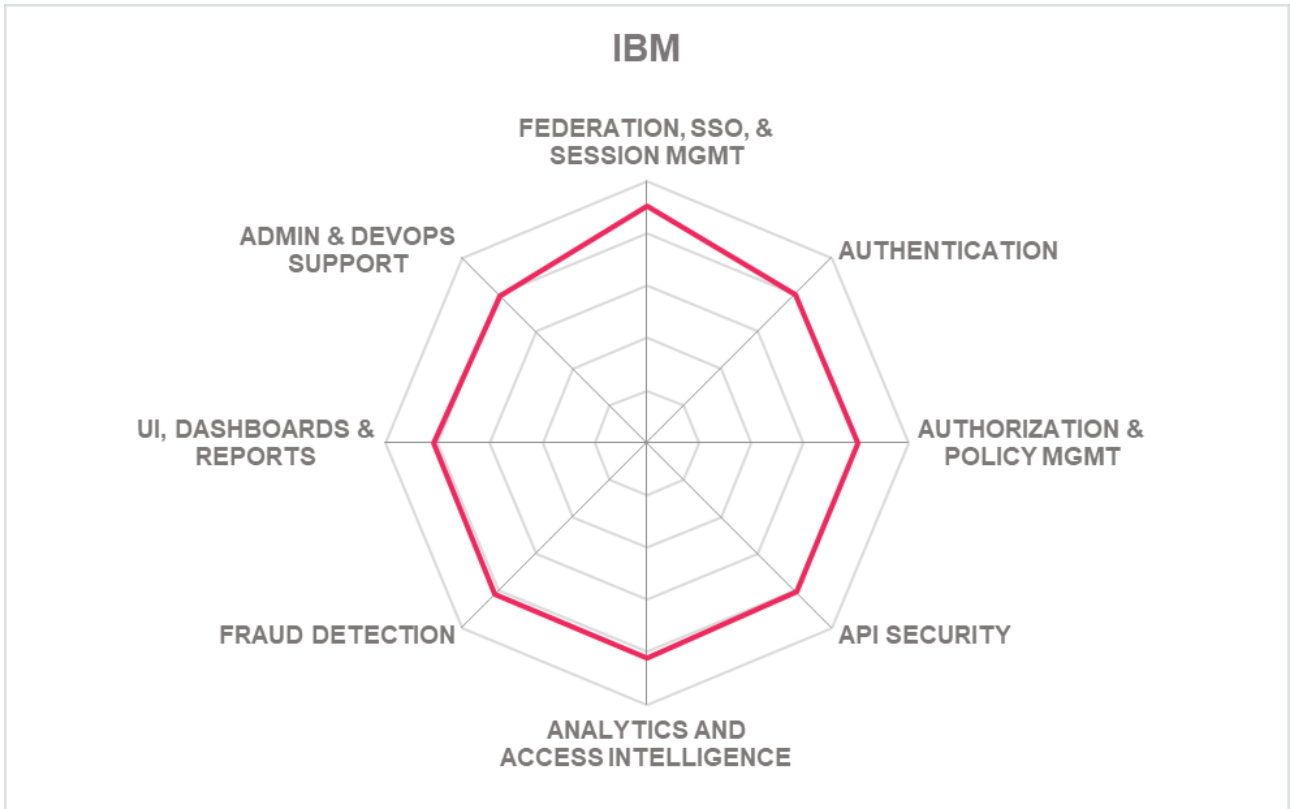 IBM
FEDERATION, SSO, &
SESSION MGMT
ADMIN & DEVOPS
SUPPORT
AUTHENTICATION
UI, DASHBOARDS &
REPORTS
AUTHORIZATION &
POLICY MGMT
FRAUD DETECTION
API SECURITY
ANALYTICS AND
ACCESS INTELLIGENCE